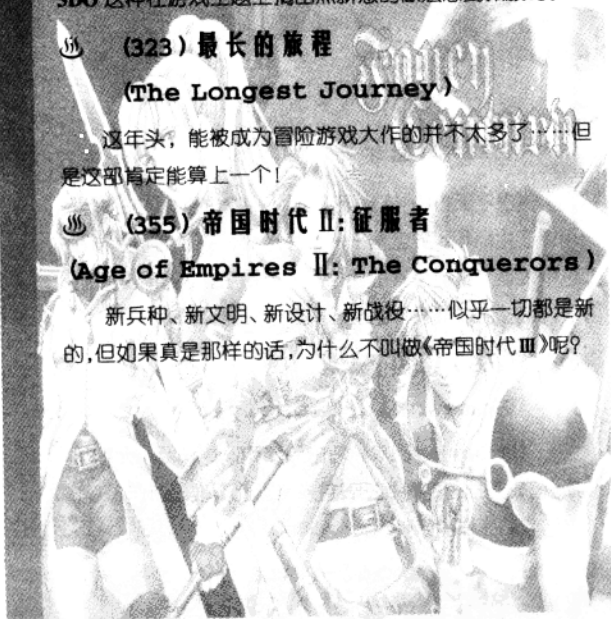 (323) 最长的旅程
(The Longest Journey)
这年头, 能被成为冒险游戏大作的并不太多了……但
是这部肯定能算上一个!
(355) 帝国时代 Ⅱ: 征服者
(Age of Empires Ⅱ: The Conquerors)
新兵种、新文明、新设计、新战役……似乎一切都是新
的,但如果真是那样的话,为什么不叫做《帝国时代Ⅲ》呢?